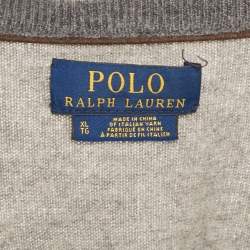 POLO
RALPH LAUREN
XL
TG
MADE IN CHINA
OF ITALIAN YARN
FABRIQUÉ EN CHINE
À PARTIR DE FIL ITALIEN